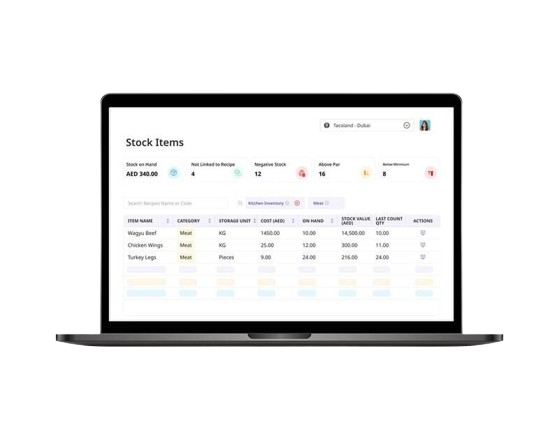 Tacoland - Dubai
Stock Items
Stock on Hand
AED 340.00
Not Linked to Recipe
4
Negative Stock
12
Above Par
16
Below Minimum
8
Search Recipes Name or Code
Kitchen Inventory
Meat
ITEM NAME CATEGORY STORAGE UNIT COST (AED) ON HAND STOCK VALUE (AED) LAST COUNT QTY ACTIONS
Wagyu Beef Meat KG 1450.00 10.00 14,500.00 10.00
Chicken Wings Meat KG 25.00 12.00 300.00 11.00
Turkey Legs Meat Pieces 9.00 24.00 216.00 24.00